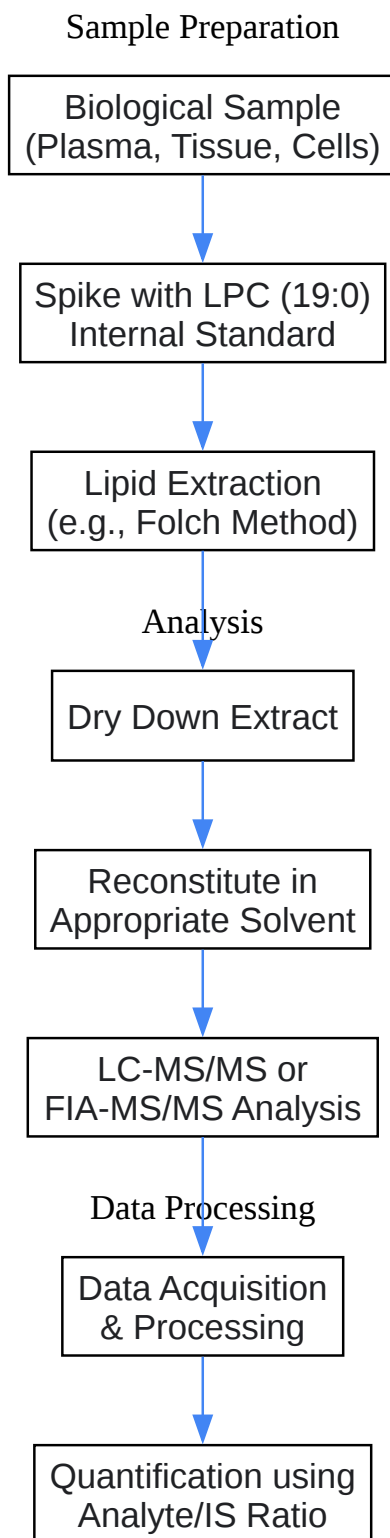 Sample Preparation
Biological Sample
(Plasma, Tissue, Cells)
Spike with LPC (19:0)
Internal Standard
Lipid Extraction
(e.g., Folch Method)
Analysis
Dry Down Extract
Reconstitute in
Appropriate Solvent
LC-MS/MS or
FIA-MS/MS Analysis
Data Processing
Data Acquisition
& Processing
Quantification using
Analyte/IS Ratio